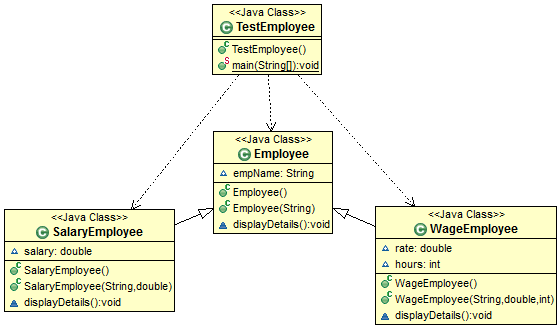 <<Java Class>>
TestEmployee
TestEmployee()
main(String[]):void
<<Java Class>>
Employee
empName: String
Employee()
Employee(String)
displayDetails():void
<<Java Class>>
SalaryEmployee
salary: double
SalaryEmployee()
SalaryEmployee(String,double)
displayDetails():void
<<Java Class>>
WageEmployee
rate: double
hours: int
WageEmployee()
WageEmployee(String,double,int)
displayDetails():void